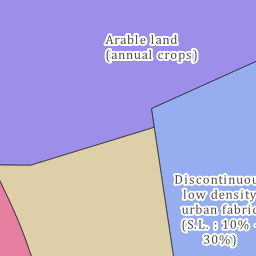 Arable land
(annual crops)
Discontinuou
low density
urban fabric
(S.L. : 10% -
30%)